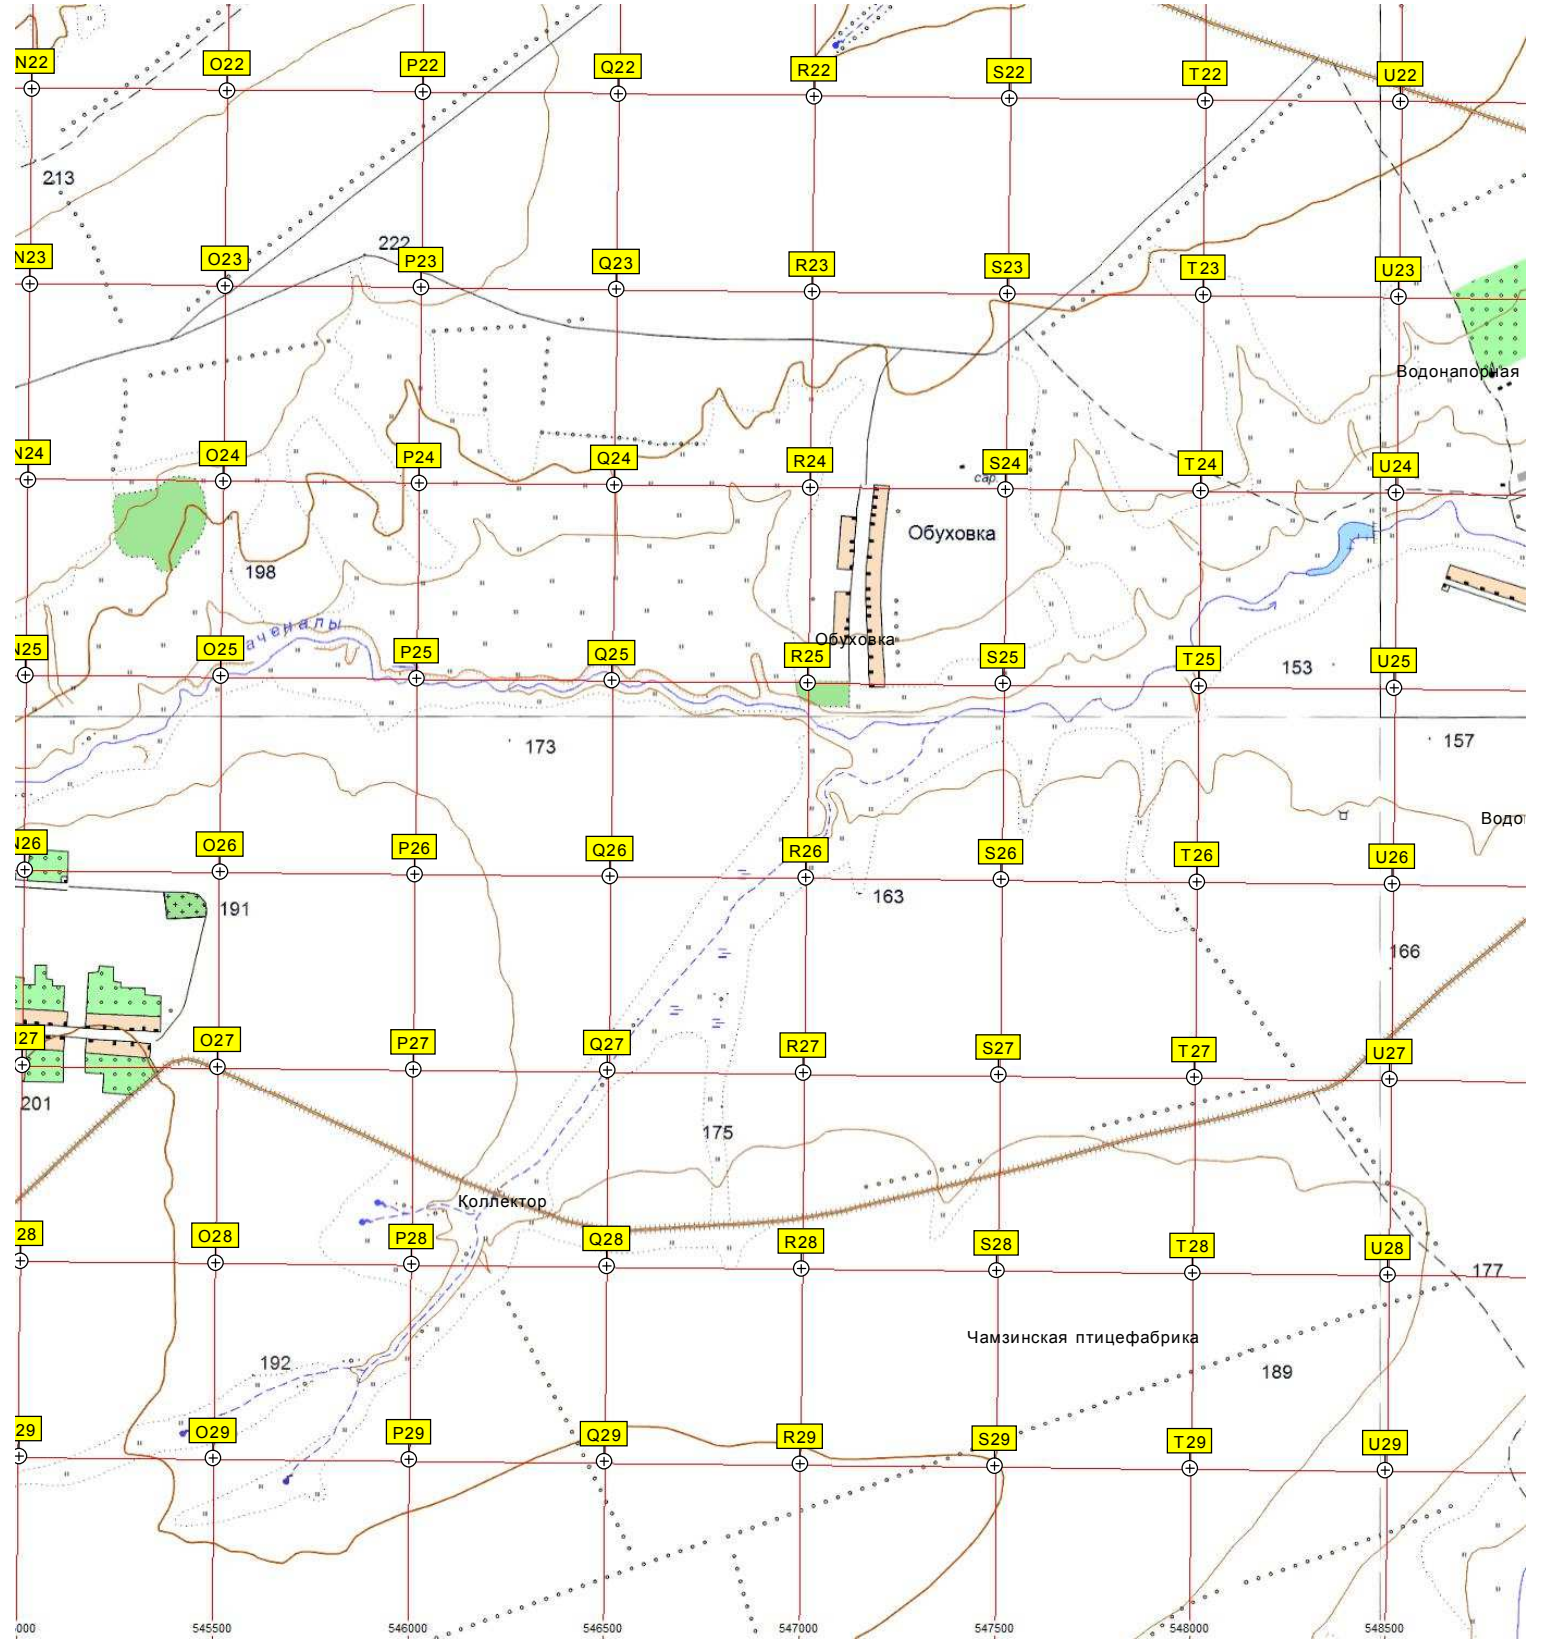 N22 O22 P22 Q22 R22 S22 T22 U22
213
222
N23 O23 P23 Q23 R23 S23 T23 U23
Водонапорная
N24 O24 P24 Q24 R24 S24 T24 U24
сар.
Обуховка
198
Обуховка
N25 O25 P25 Q25 R25 S25 T25 U25
153
173
157
Водо
N26 O26 P26 Q26 R26 S26 T26 U26
191
163
166
27 O27 P27 Q27 R27 S27 T27 U27
201
175
Коллектор
28 O28 P28 Q28 R28 S28 T28 U28
177
Чамзинская птицефабрика
192
189
29 O29 P29 Q29 R29 S29 T29 U29
000 545500 546000 546500 547000 547500 548000 548500